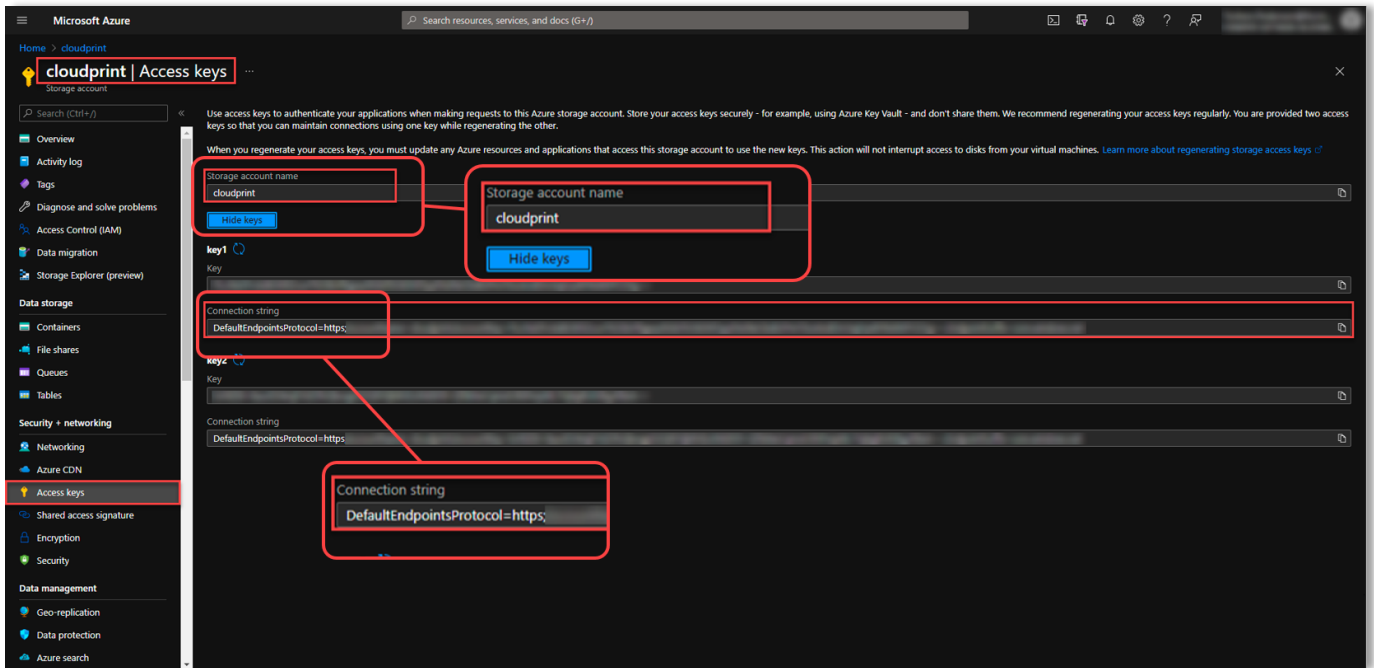 Microsoft Azure
Search resources, services, and docs (G+/)
Home > cloudprint
cloudprint | Access keys ...
Storage account
Search (Ctrl+/)
«
Overview
Activity log
Tags
Diagnose and solve problems
Access Control (IAM)
Data migration
Storage Explorer (preview)
Data storage
Containers
File shares
Queues
Tables
Security + networking
Networking
Azure CDN
Access keys
Shared access signature
Encryption
Security
Data management
Geo-replication
Data protection
Azure search
Use access keys to authenticate your applications when making requests to this Azure storage account. Store your access keys securely - for example, using Azure Key Vault - and don't share them. We recommend regenerating your access keys regularly. You are provided two access
keys so that you can maintain connections using one key while regenerating the other.
When you regenerate your access keys, you must update any Azure resources and applications that access this storage account to use the new keys. This action will not interrupt access to disks from your virtual machines. Learn more about regenerating storage access keys
Storage account name
cloudprint
Hide keys
Storage account name
cloudprint
Hide keys
key1
Key
Connection string
DefaultEndpointsProtocol=https;
key2
Key
Connection string
DefaultEndpointsProtocol=https
Connection string
DefaultEndpointsProtocol=https;